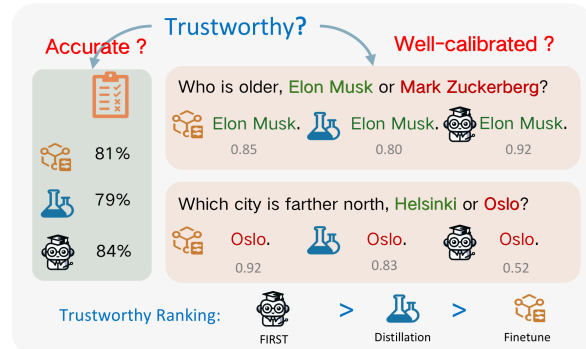 Trustworthy?
Accurate ?
Well-calibrated ?
81%
79%
84%
Who is older, Elon Musk or Mark Zuckerberg?
Elon Musk. Elon Musk. Elon Musk.
0.85 0.80 0.92
Which city is farther north, Helsinki or Oslo?
Oslo. Oslo. Oslo.
0.92 0.83 0.52
Trustworthy Ranking: > >
FIRST Distillation Finetune